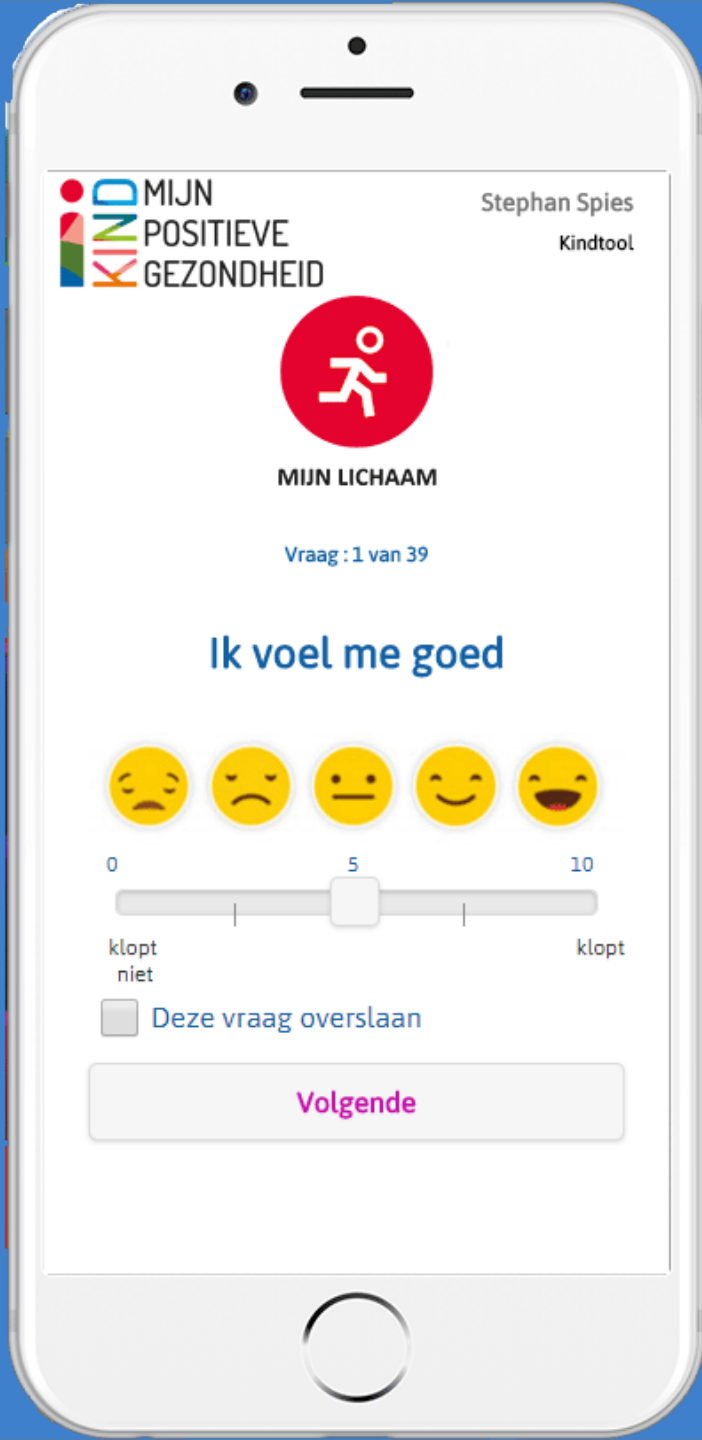 KIND
MIJN
POSITIEVE
GEZONDHEID
Stephan Spies
Kindtool
MIJN LICHAAM
Vraag : 1 van 39
Ik voel me goed
0 5 10
klopt niet klopt
Deze vraag overslaan
Volgende